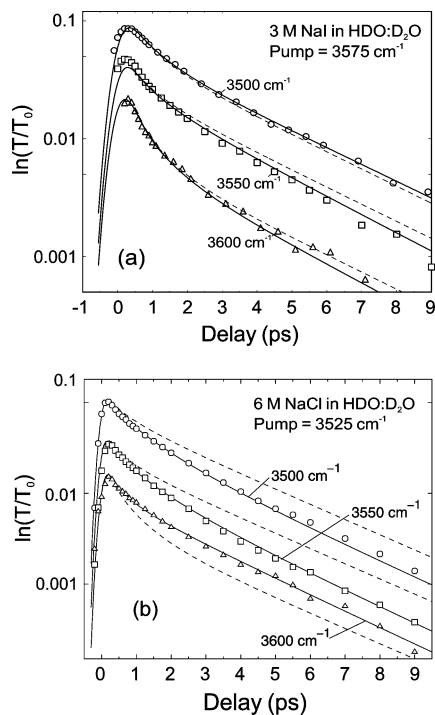 3 M NaI in HDO:D₂O
Pump = 3575 cm⁻¹
0.1
0.01
0.001
ln(T/T₀)
3500 cm⁻¹
3550 cm⁻¹
3600 cm⁻¹
(a)
-1 0 1 2 3 4 5 6 7 8 9
Delay (ps)
0.1
0.01
0.001
ln(T/T₀)
6 M NaCl in HDO:D₂O
Pump = 3525 cm⁻¹
3500 cm⁻¹
3550 cm⁻¹
3600 cm⁻¹
(b)
0 1 2 3 4 5 6 7 8 9
Delay (ps)